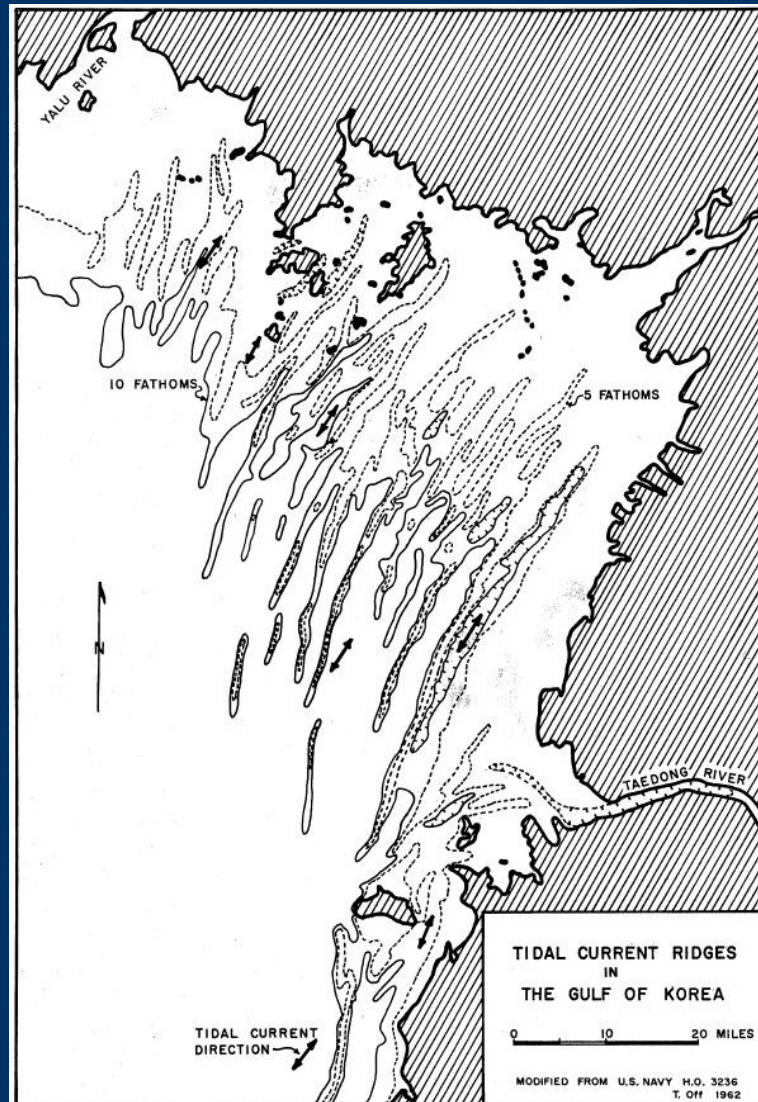 YALU RIVER
10 FATHOMS
5 FATHOMS
N
TAEDONG RIVER
TIDAL CURRENT
DIRECTION
TIDAL CURRENT RIDGES
IN
THE GULF OF KOREA
0 10 20 MILES
MODIFIED FROM U.S. NAVY H.O. 3236
T. Off 1962